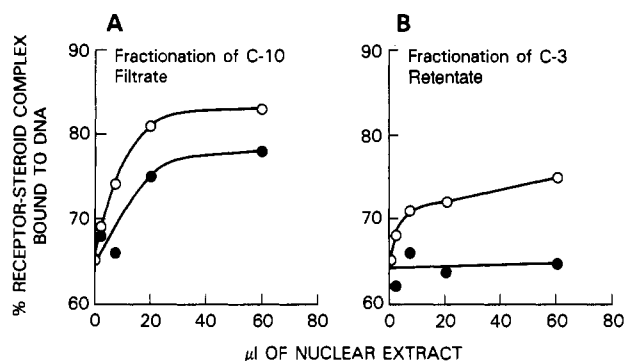 A
Fractionation of C-10
Filtrate
90
80
70
60
0
20
40
60
80
B
Fractionation of C-3
Retentate
90
80
70
60
0
20
40
60
80
% RECEPTOR-STEROID COMPLEX
BOUND TO DNA
µl OF NUCLEAR EXTRACT